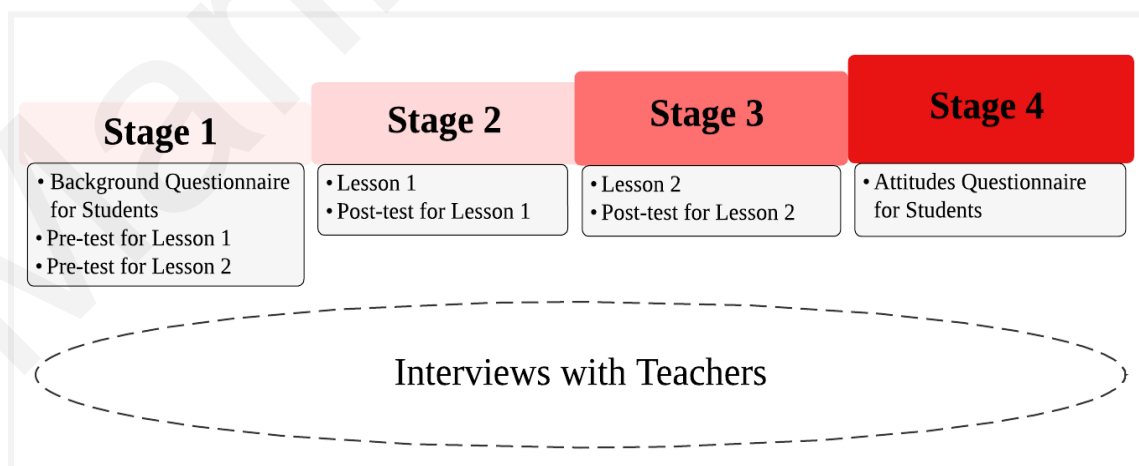 Stage 1
Stage 2
Stage 3
Stage 4
• Background Questionnaire
for Students
• Pre-test for Lesson 1
• Pre-test for Lesson 2
• Lesson 1
• Post-test for Lesson 1
• Lesson 2
• Post-test for Lesson 2
• Attitudes Questionnaire
for Students
Interviews with Teachers